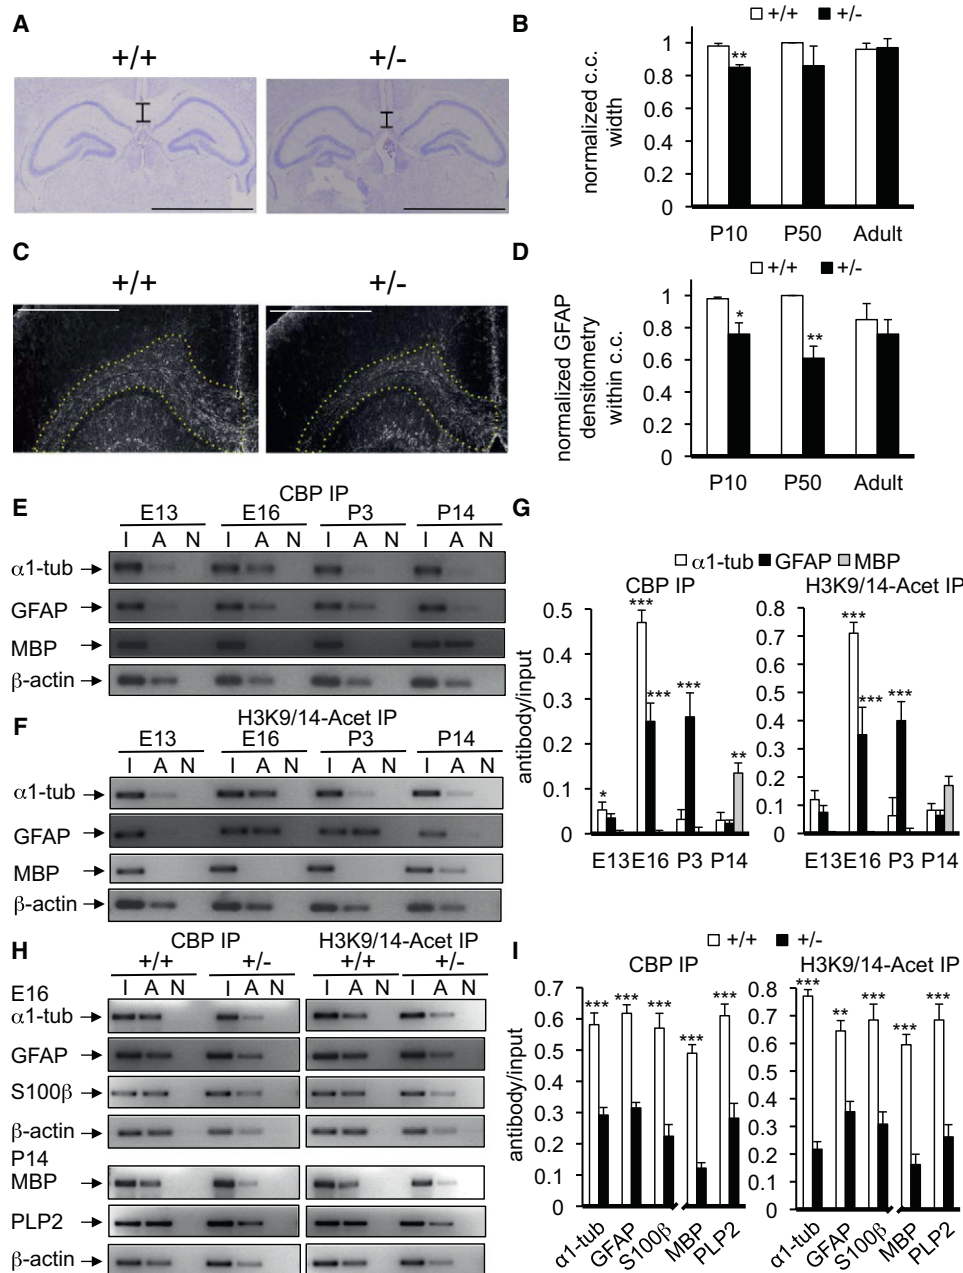 A
+/+
+/-
B
+/+ +/-
normalized c.c.
width
1
0.8
0.6
0.4
0.2
0
**
P10 P50 Adult
C
+/+
+/-
D
+/+ +/-
normalized GFAP
densitometry
within c.c.
1
0.8
0.6
0.4
0.2
0
*
**
P10 P50 Adult
E
CBP IP
E13 E16 P3 P14
I A N I A N I A N I A N
α1-tub
GFAP
MBP
β-actin
F
H3K9/14-Acet IP
E13 E16 P3 P14
I A N I A N I A N I A N
α1-tub
GFAP
MBP
β-actin
G
α1-tub GFAP MBP
CBP IP
antibody/input
0.5
0.4
0.3
0.2
0.1
0
*
***
***
***
**
E13 E16 P3 P14
H3K9/14-Acet IP
0.8
0.7
0.6
0.5
0.4
0.3
0.2
0.1
0
***
***
***
E13 E16 P3 P14
H
CBP IP H3K9/14-Acet IP
+/+ +/- +/+ +/-
I A N I A N I A N I A N
E16
α1-tub
GFAP
S100β
β-actin
P14
MBP
PLP2
β-actin
I
+/+ +/-
CBP IP
antibody/input
0.7
0.6
0.5
0.4
0.3
0.2
0.1
0
*** *** *** *** ***
α1-tub GFAP S100β MBP PLP2
H3K9/14-Acet IP
0.8
0.7
0.6
0.5
0.4
0.3
0.2
0.1
0
*** ** *** *** ***
α1-tub GFAP S100β MBP PLP2